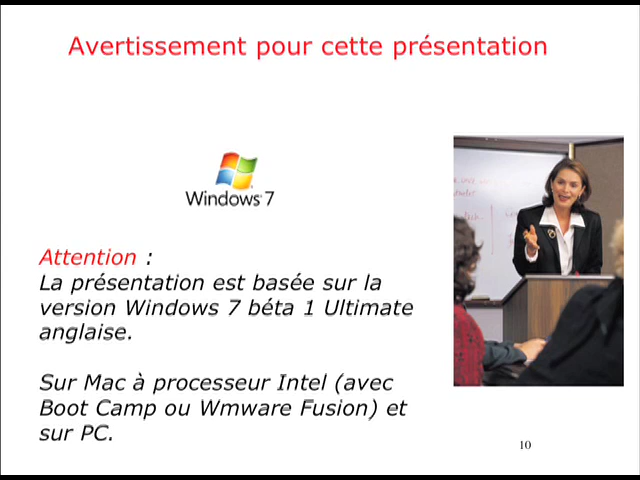 Avertissement pour cette présentation
Windows 7
Attention :
La présentation est basée sur la
version Windows 7 béta 1 Ultimate
anglaise.
Sur Mac à processeur Intel (avec
Boot Camp ou Wmware Fusion) et
sur PC.
10